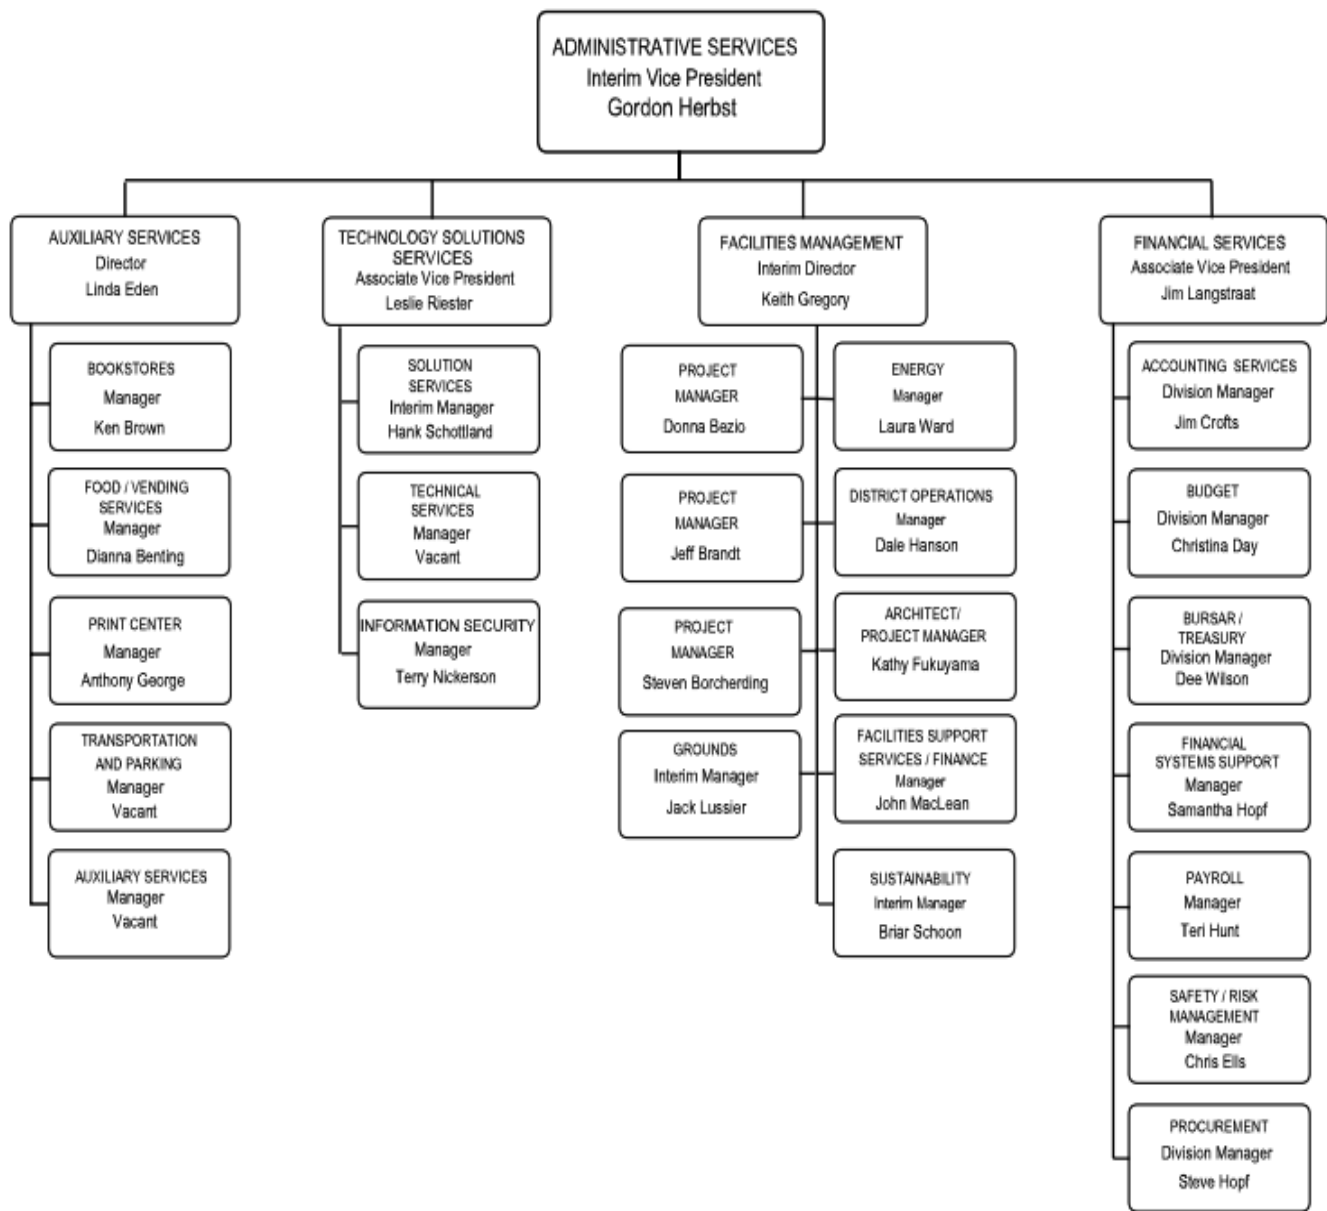 ADMINISTRATIVE SERVICES
Interim Vice President
Gordon Herbst
AUXILIARY SERVICES
Director
Linda Eden
BOOKSTORES
Manager
Ken Brown
FOOD / VENDING
SERVICES
Manager
Dianna Benting
PRINT CENTER
Manager
Anthony George
TRANSPORTATION
AND PARKING
Manager
Vacant
AUXILIARY SERVICES
Manager
Vacant
TECHNOLOGY SOLUTIONS
SERVICES
Associate Vice President
Leslie Riester
SOLUTION
SERVICES
Interim Manager
Hank Schottland
TECHNICAL
SERVICES
Manager
Vacant
INFORMATION SECURITY
Manager
Terry Nickerson
FACILITIES MANAGEMENT
Interim Director
Keith Gregory
PROJECT
MANAGER
Donna Bezio
PROJECT
MANAGER
Jeff Brandt
PROJECT
MANAGER
Steven Borcherding
GROUNDS
Interim Manager
Jack Lussier
ENERGY
Manager
Laura Ward
DISTRICT OPERATIONS
Manager
Dale Hanson
ARCHITECT/
PROJECT MANAGER
Kathy Fukuyama
FACILITIES SUPPORT
SERVICES / FINANCE
Manager
John MacLean
SUSTAINABILITY
Interim Manager
Briar Schoon
FINANCIAL SERVICES
Associate Vice President
Jim Langstraat
ACCOUNTING SERVICES
Division Manager
Jim Crofts
BUDGET
Division Manager
Christina Day
BURSAR /
TREASURY
Division Manager
Dee Wilson
FINANCIAL
SYSTEMS SUPPORT
Manager
Samantha Hopf
PAYROLL
Manager
Teri Hunt
SAFETY / RISK
MANAGEMENT
Manager
Chris Ells
PROCUREMENT
Division Manager
Steve Hopf